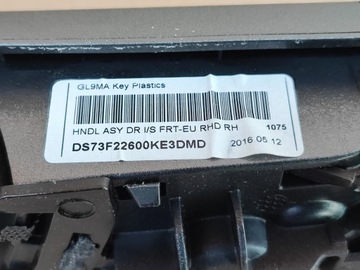 GL9MA Key Plastics
HNDL ASY DR I/S FRT-EU RHD RH 1075
DS73F22600KE3DMD 2016 05 12